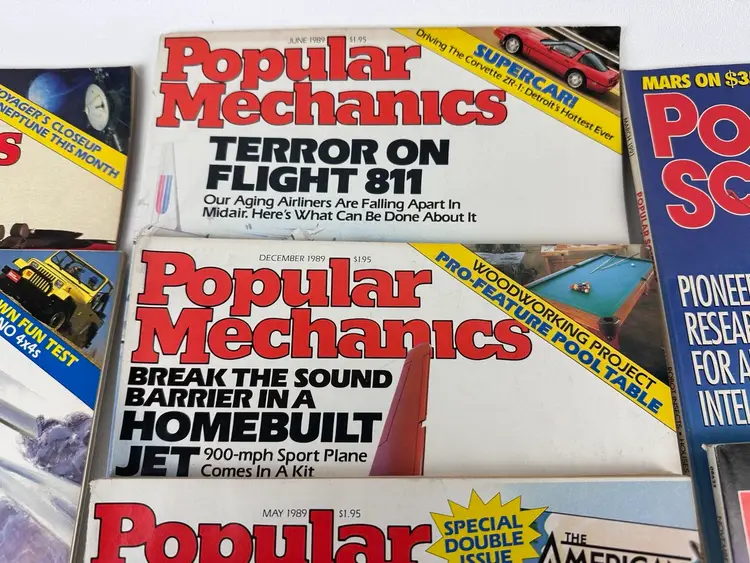 JUNE 1989 $1.95
Popular
Mechanics
TERROR ON
FLIGHT 811
Our Aging Airliners Are Falling Apart In
Midair. Here's What Can Be Done About It
SUPERCAR!
Driving The Corvette ZR-1: Detroit's Hottest Ever
VOYAGER'S CLOSEUP
NEPTUNE THIS MONTH
s
OWN FUN TEST
NO 4x4s
DECEMBER 1989 $1.95
Popular
Mechanics
BREAK THE SOUND
BARRIER IN A
HOMEBUILT
JET 900-mph Sport Plane
Comes In A Kit
WOODWORKING PROJECT
PRO-FEATURE POOL TABLE
MAY 1989 $1.95
Popular
SPECIAL
DOUBLE
ISSUE
THE
AMERICAN
MARS ON $3
PO
SC
PIONEE
RESEAR
FOR A
INTE